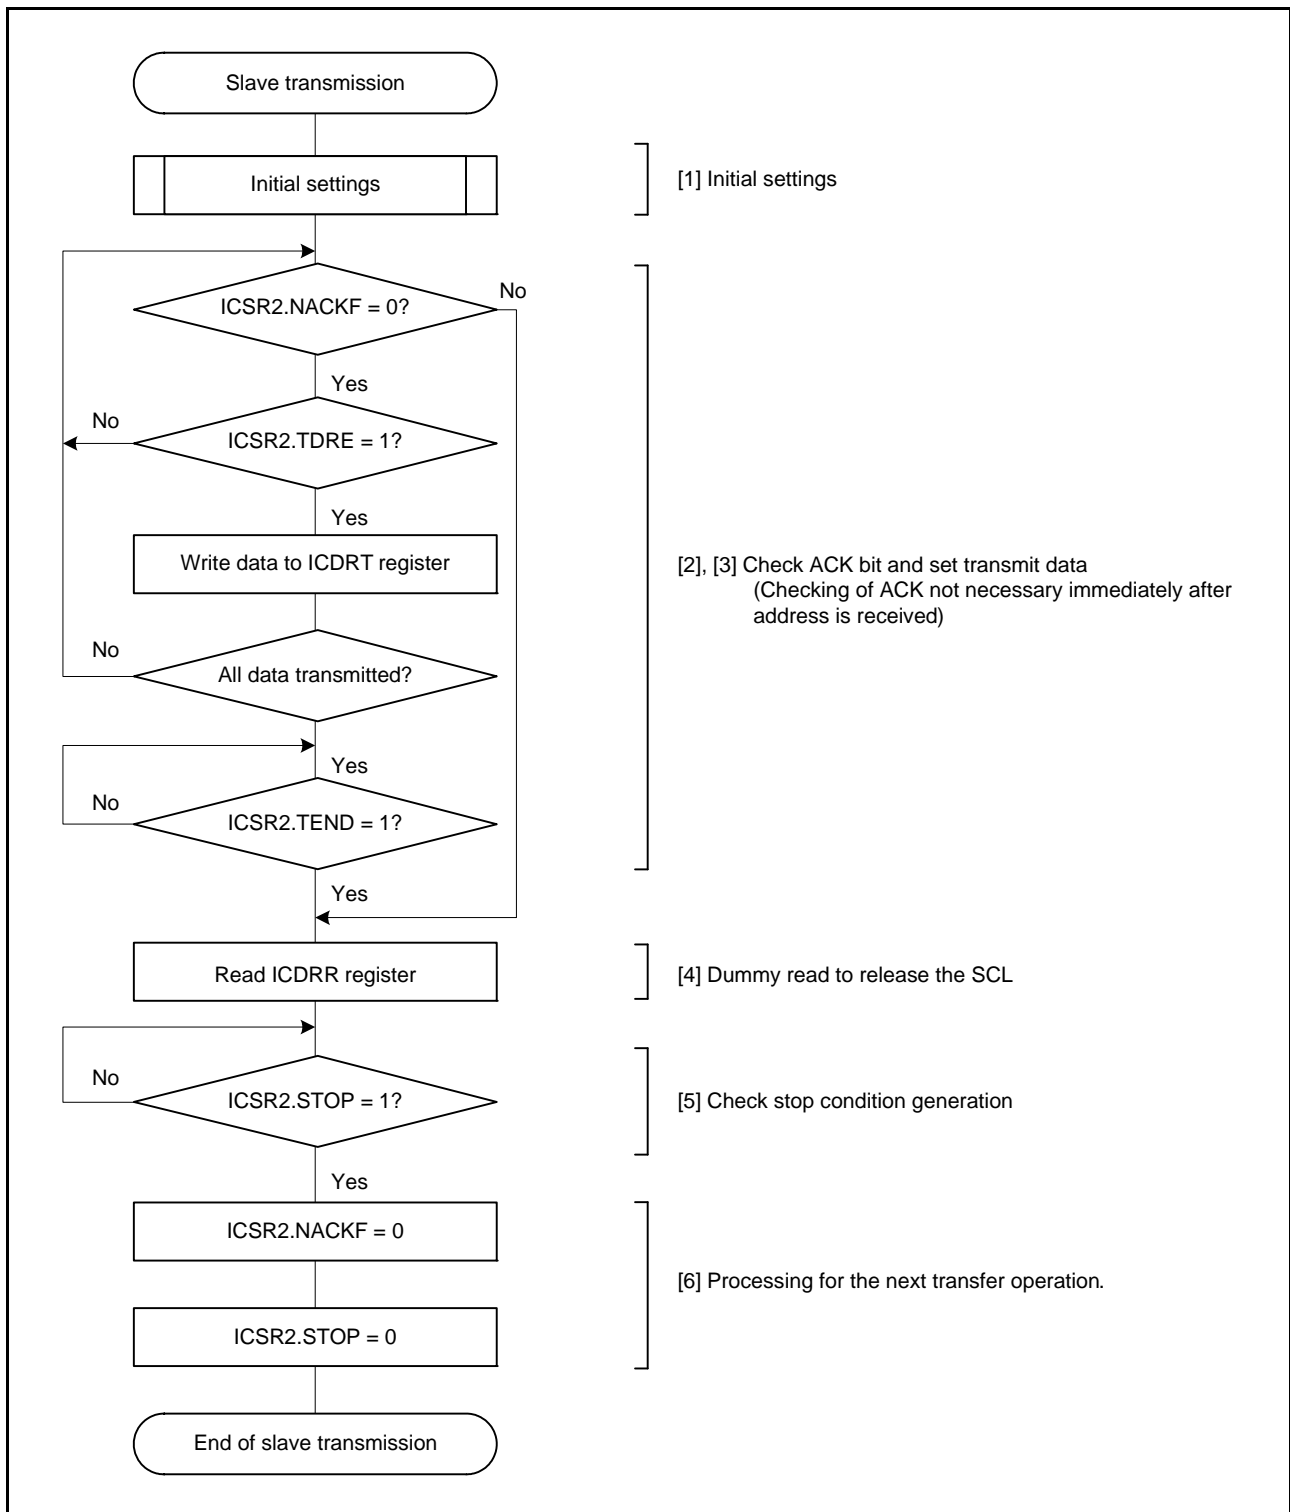 Slave transmission
Initial settings
[1] Initial settings
ICSR2.NACKF = 0?
No
Yes
No
ICSR2.TDRE = 1?
Yes
Write data to ICDRT register
[2], [3] Check ACK bit and set transmit data
(Checking of ACK not necessary immediately after
address is received)
No
All data transmitted?
Yes
No
ICSR2.TEND = 1?
Yes
Read ICDRR register
[4] Dummy read to release the SCL
No
ICSR2.STOP = 1?
[5] Check stop condition generation
Yes
ICSR2.NACKF = 0
[6] Processing for the next transfer operation.
ICSR2.STOP = 0
End of slave transmission